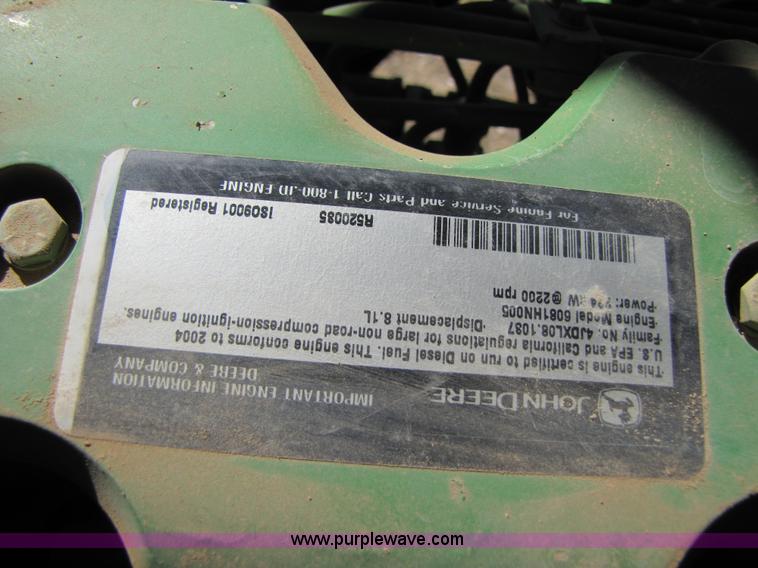 JOHN DEERE
IMPORTANT ENGINE INFORMATION
DEERE & COMPANY
This engine is certified to run on Diesel Fuel. This engine conforms to 2004
U.S. EPA and California regulations for large non-road compression-ignition engines.
Family No. 4JDXL08.1037
Engine Model 6081HN005 Displacement 8.1L
Power: kW @2200 rpm
R520085
ISO9001 Registered
For Engine Service and Parts Call 1-800-JD ENGINE
www.purplewave.com